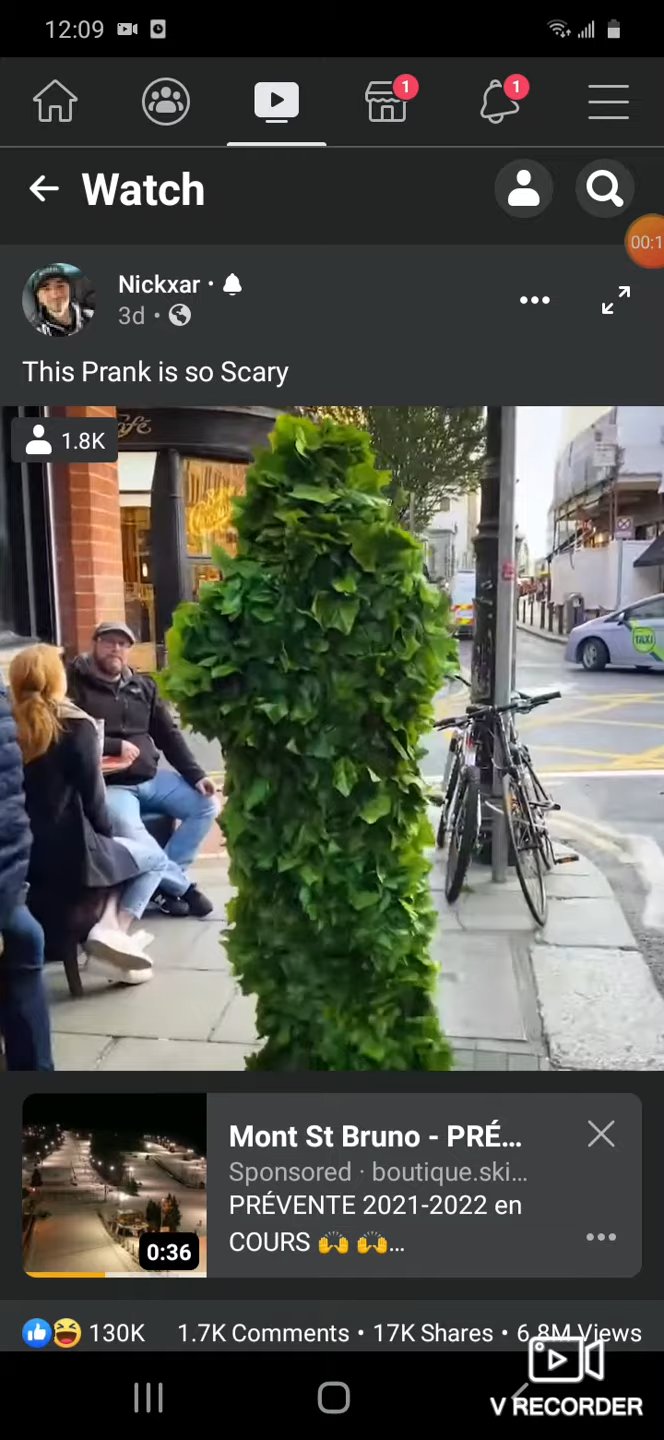 12:09
1
1
Watch
00:1
Nickxar •
3d •
This Prank is so Scary
1.8K
afé
TAXI
Mont St Bruno - PRÉ...
Sponsored · boutique.ski...
PRÉVENTE 2021-2022 en
COURS 🙌 🙌...
0:36
130K 1.7K Comments • 17K Shares • 6.8M Views
V RECORDER